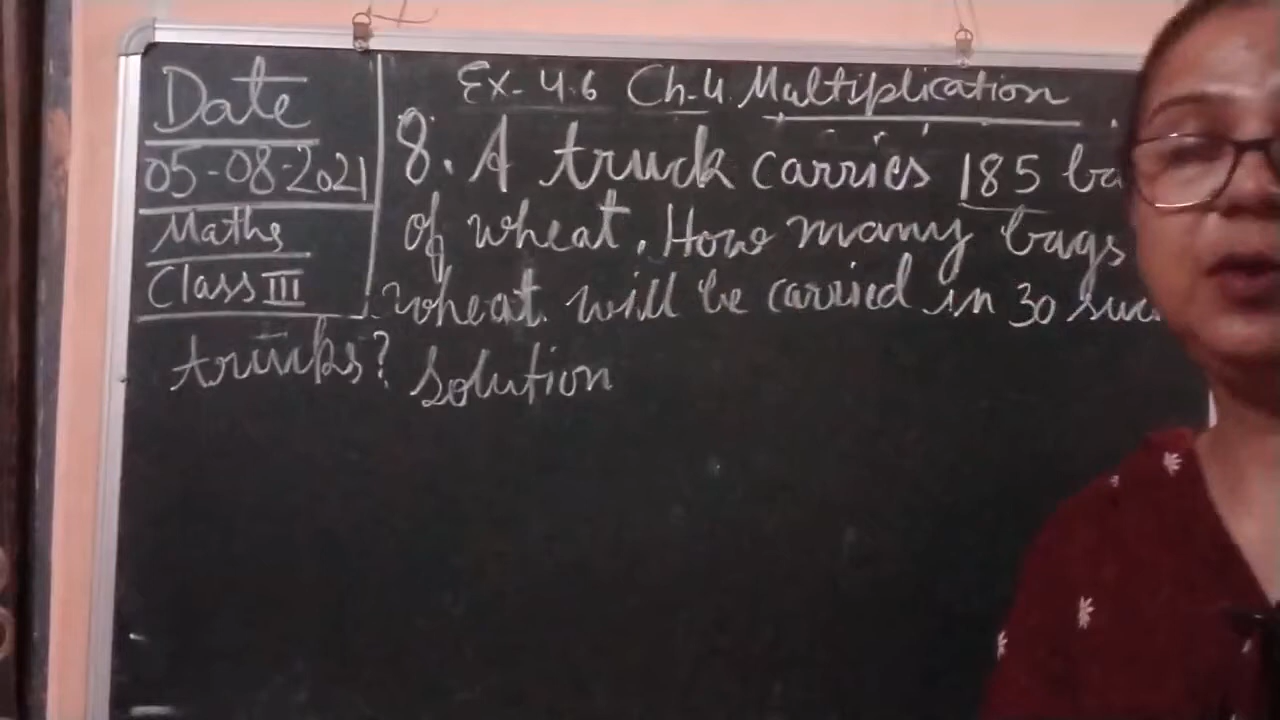 Date
05-08-2021
Maths
Class III
Ex- 4.6 Ch-4. Multiplication
8. A truck carries 185
of wheat. How many bags
wheat will be carried in 30
trucks? Solution